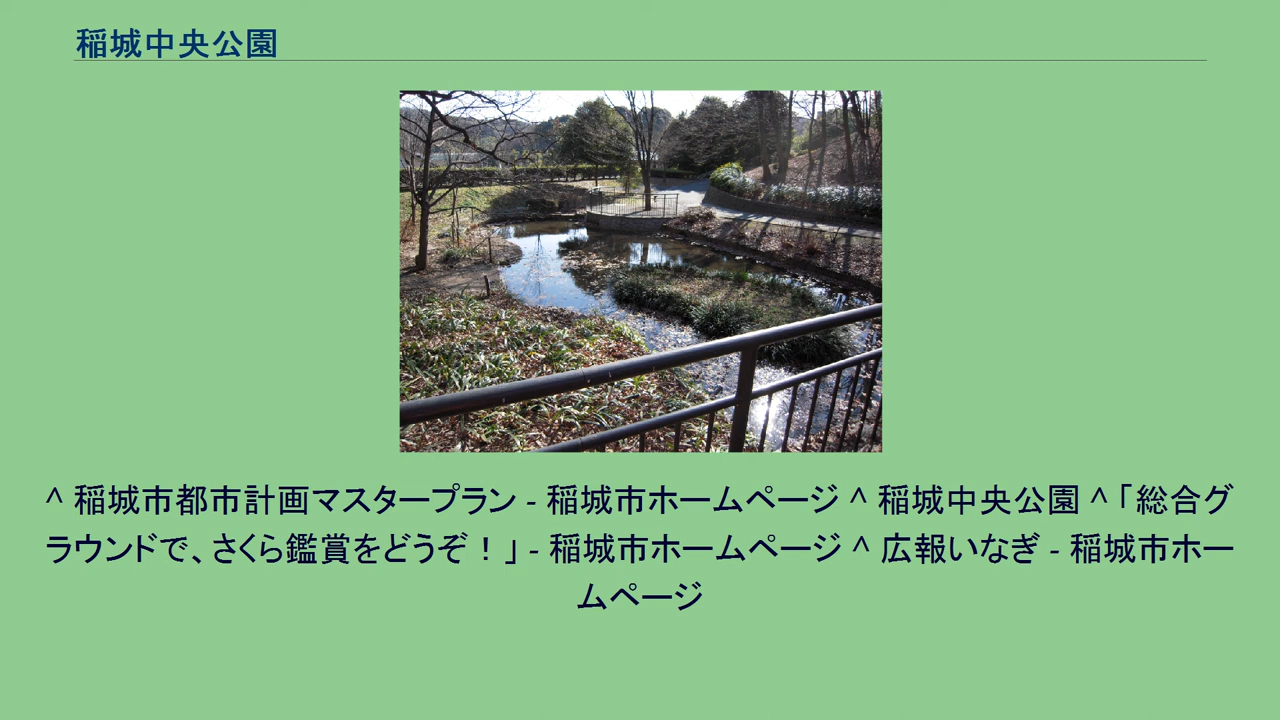 稲城中央公園
^ 稲城市都市計画マスタープラン - 稲城市ホームページ ^ 稲城中央公園 ^ 「総合グ
ラウンドで、さくら鑑賞をどうぞ！」 - 稲城市ホームページ ^ 広報いなぎ - 稲城市ホー
ムページ